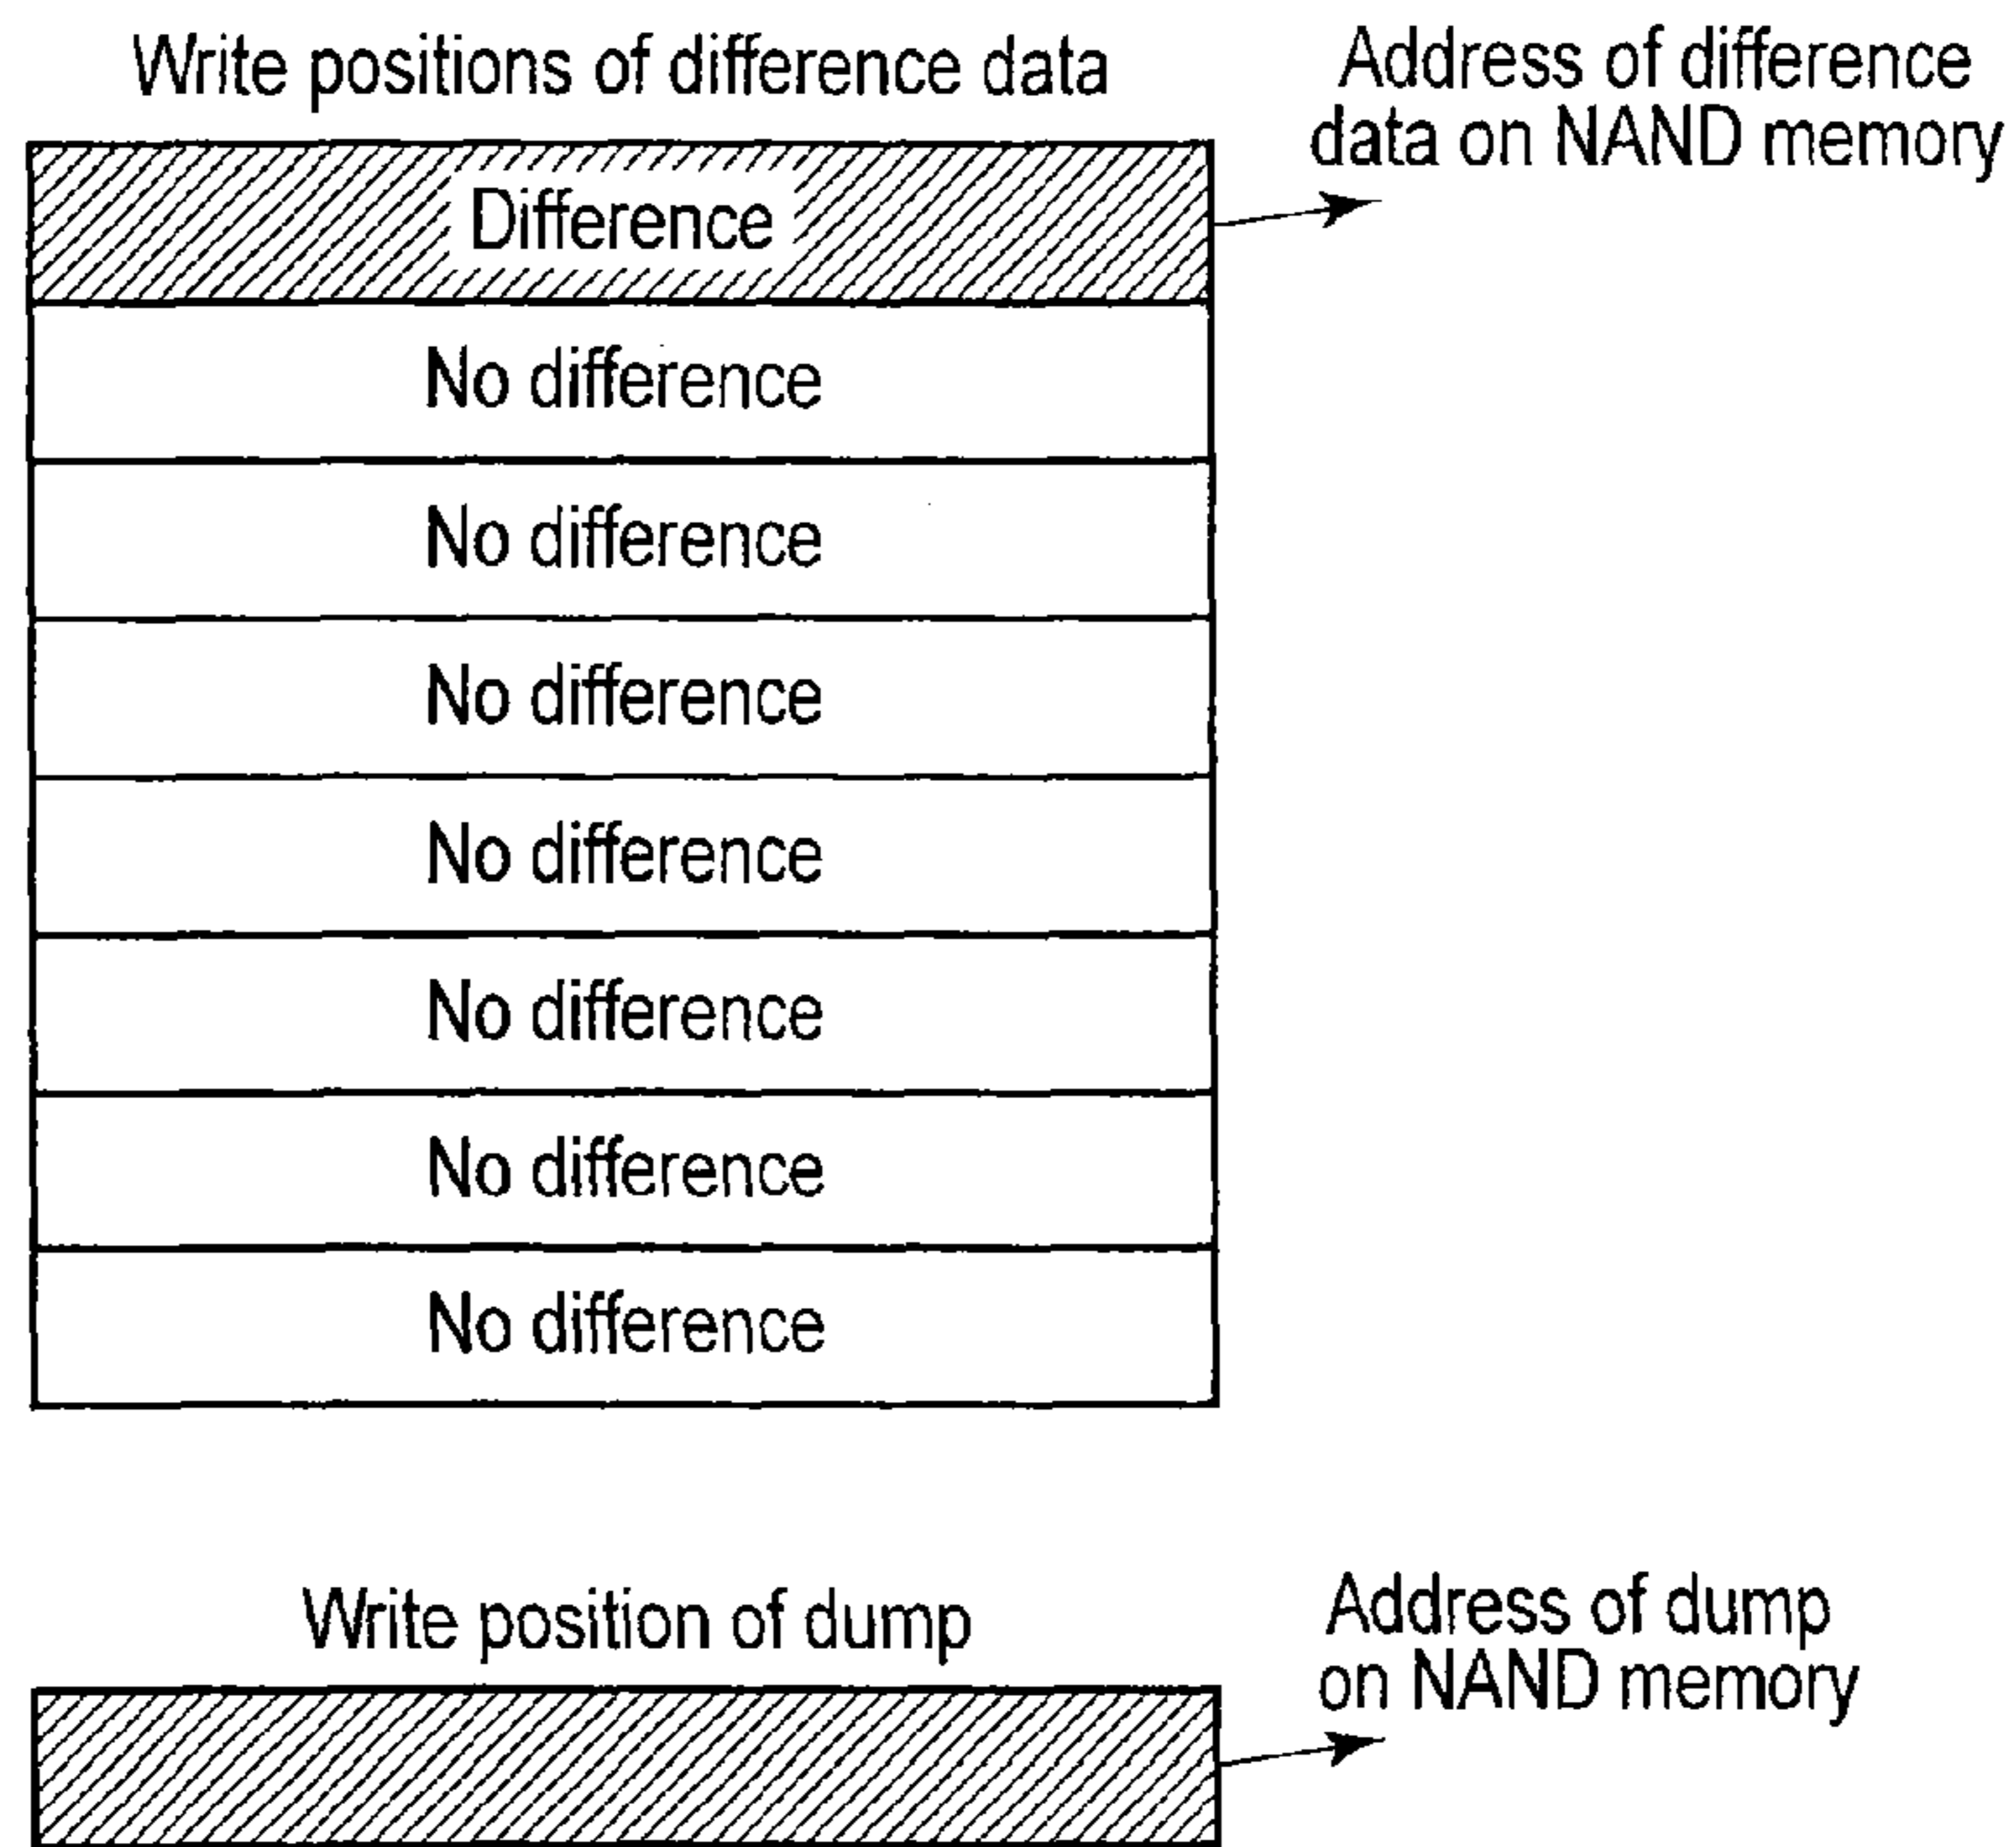 Write positions of difference data
Address of difference
data on NAND memory
Difference
No difference
No difference
No difference
No difference
No difference
No difference
No difference
Write position of dump
Address of dump
on NAND memory